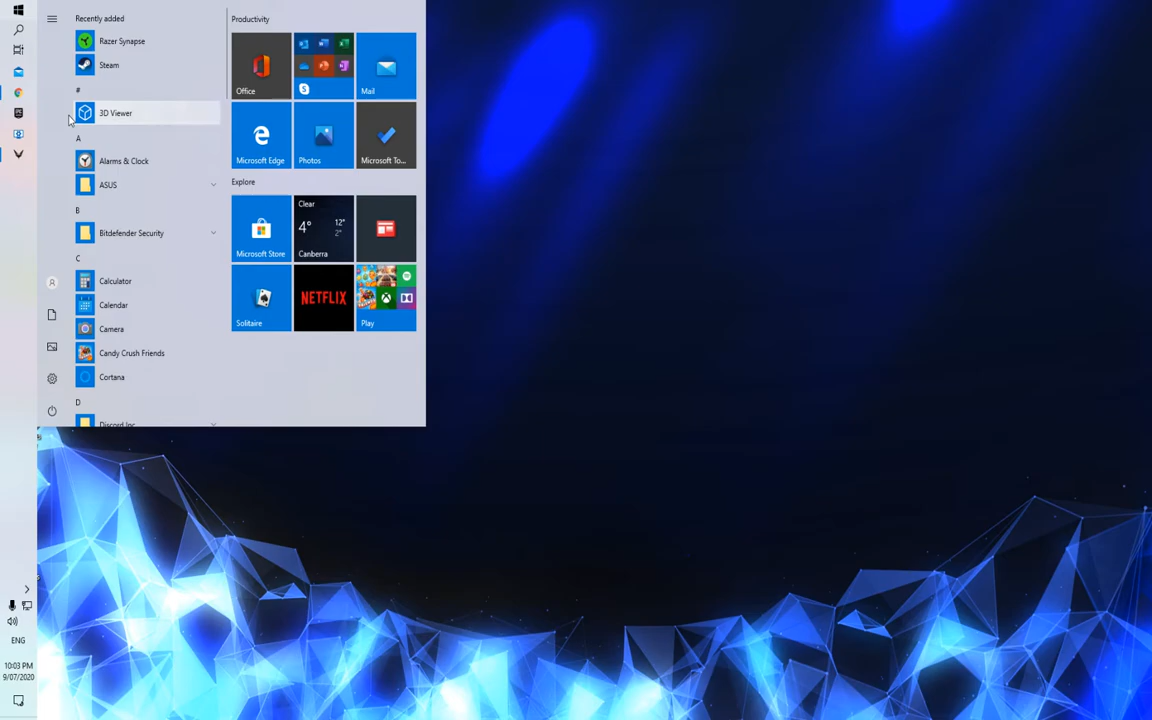 Recently added
Razer Synapse
Steam
#
3D Viewer
A
Alarms & Clock
ASUS
B
Bitdefender Security
C
Calculator
Calendar
Camera
Candy Crush Friends
Cortana
D
Discord Inc
Productivity
Office
Mail
Microsoft Edge
Photos
Microsoft To...
Explore
Microsoft Store
Clear
4°
12°
2°
Canberra
Solitaire
NETFLIX
Play
ENG
10:03 PM
9/07/2020